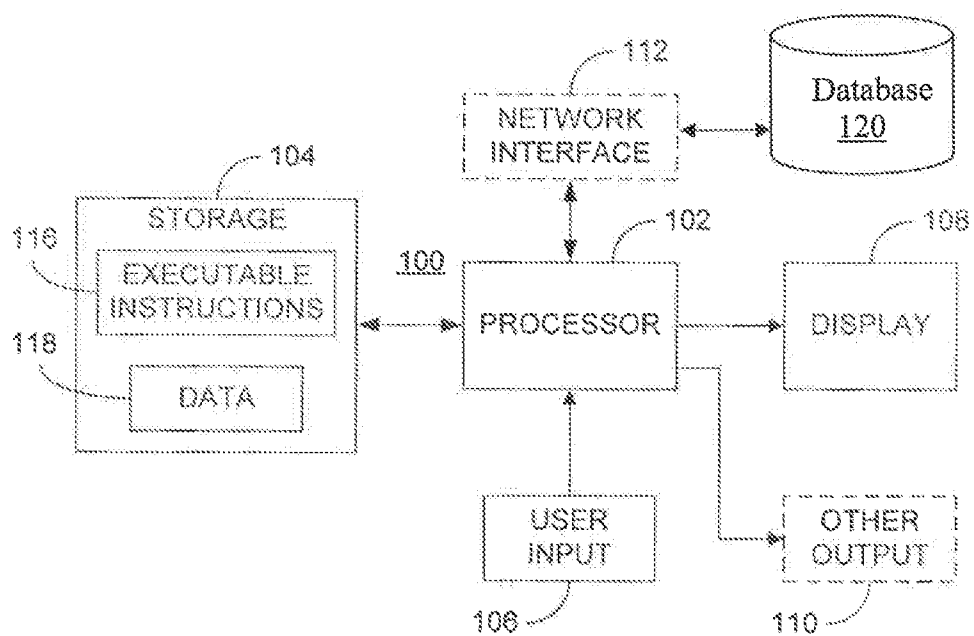 112
NETWORK
INTERFACE
Database
120
104
STORAGE
116
EXECUTABLE
INSTRUCTIONS
118
DATA
100
102
PROCESSOR
108
DISPLAY
USER
INPUT
106
OTHER
OUTPUT
110